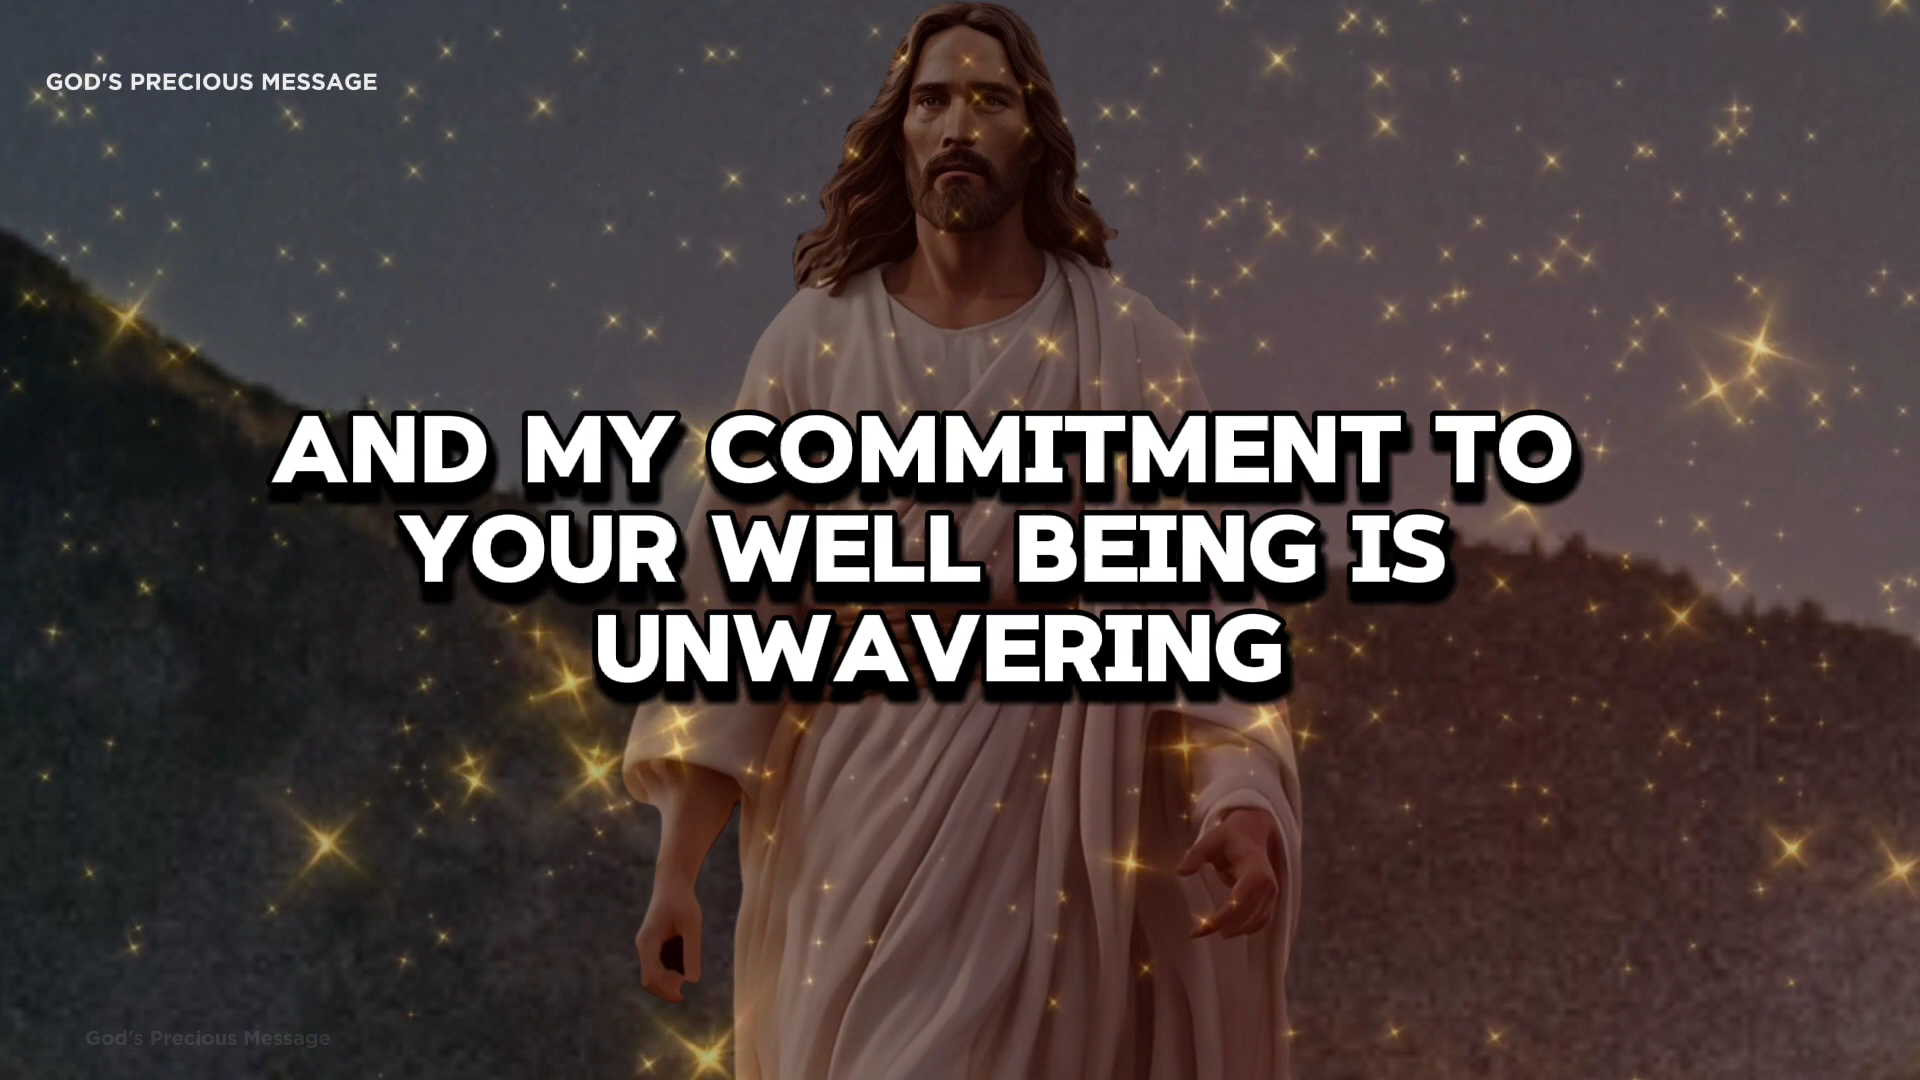 GOD'S PRECIOUS MESSAGE
AND MY COMMITMENT TO
YOUR WELL BEING IS
UNWAVERING
God's Precious Message